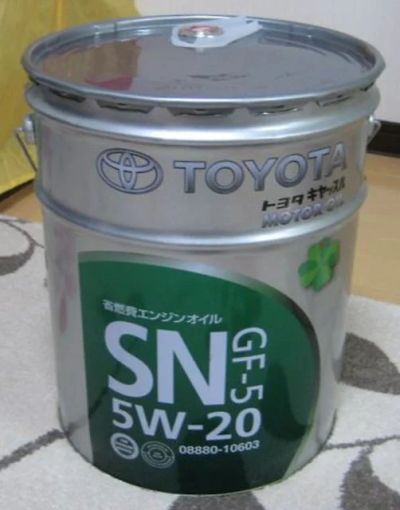 TOYOTA
トヨタ キヤッスル
MOTOR OIL
省燃費エンジンオイル
SN
GF-5
5W-20
08880-10603